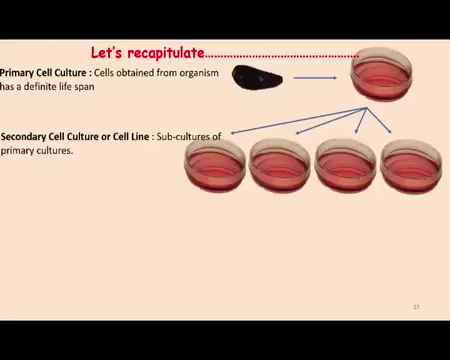 Let's recapitulate……………………………………
Primary Cell Culture : Cells obtained from organism
has a definite life span
Secondary Cell Culture or Cell Line : Sub-cultures of
primary cultures.